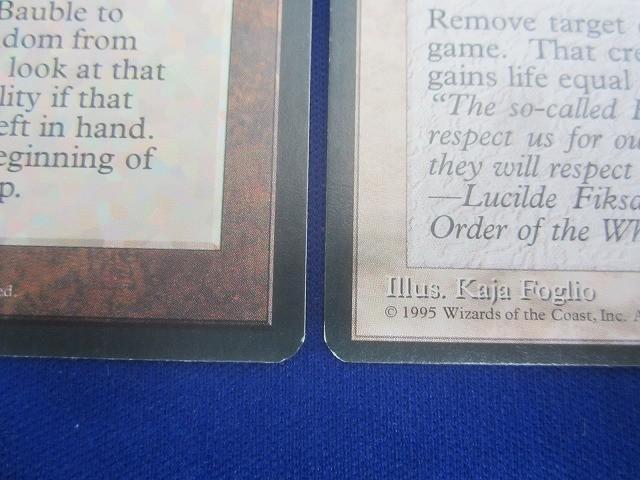 Bauble to
dom from
look at that
lity if that
eft in hand.
eginning of
p.
ed.
Remove target
game. That cre
gains life equal
"The so-called
respect us for ou
they will respect
—Lucilde Fiksd
Order of the Wh
Illus. Kaja Foglio
© 1995 Wizards of the Coast, Inc. A